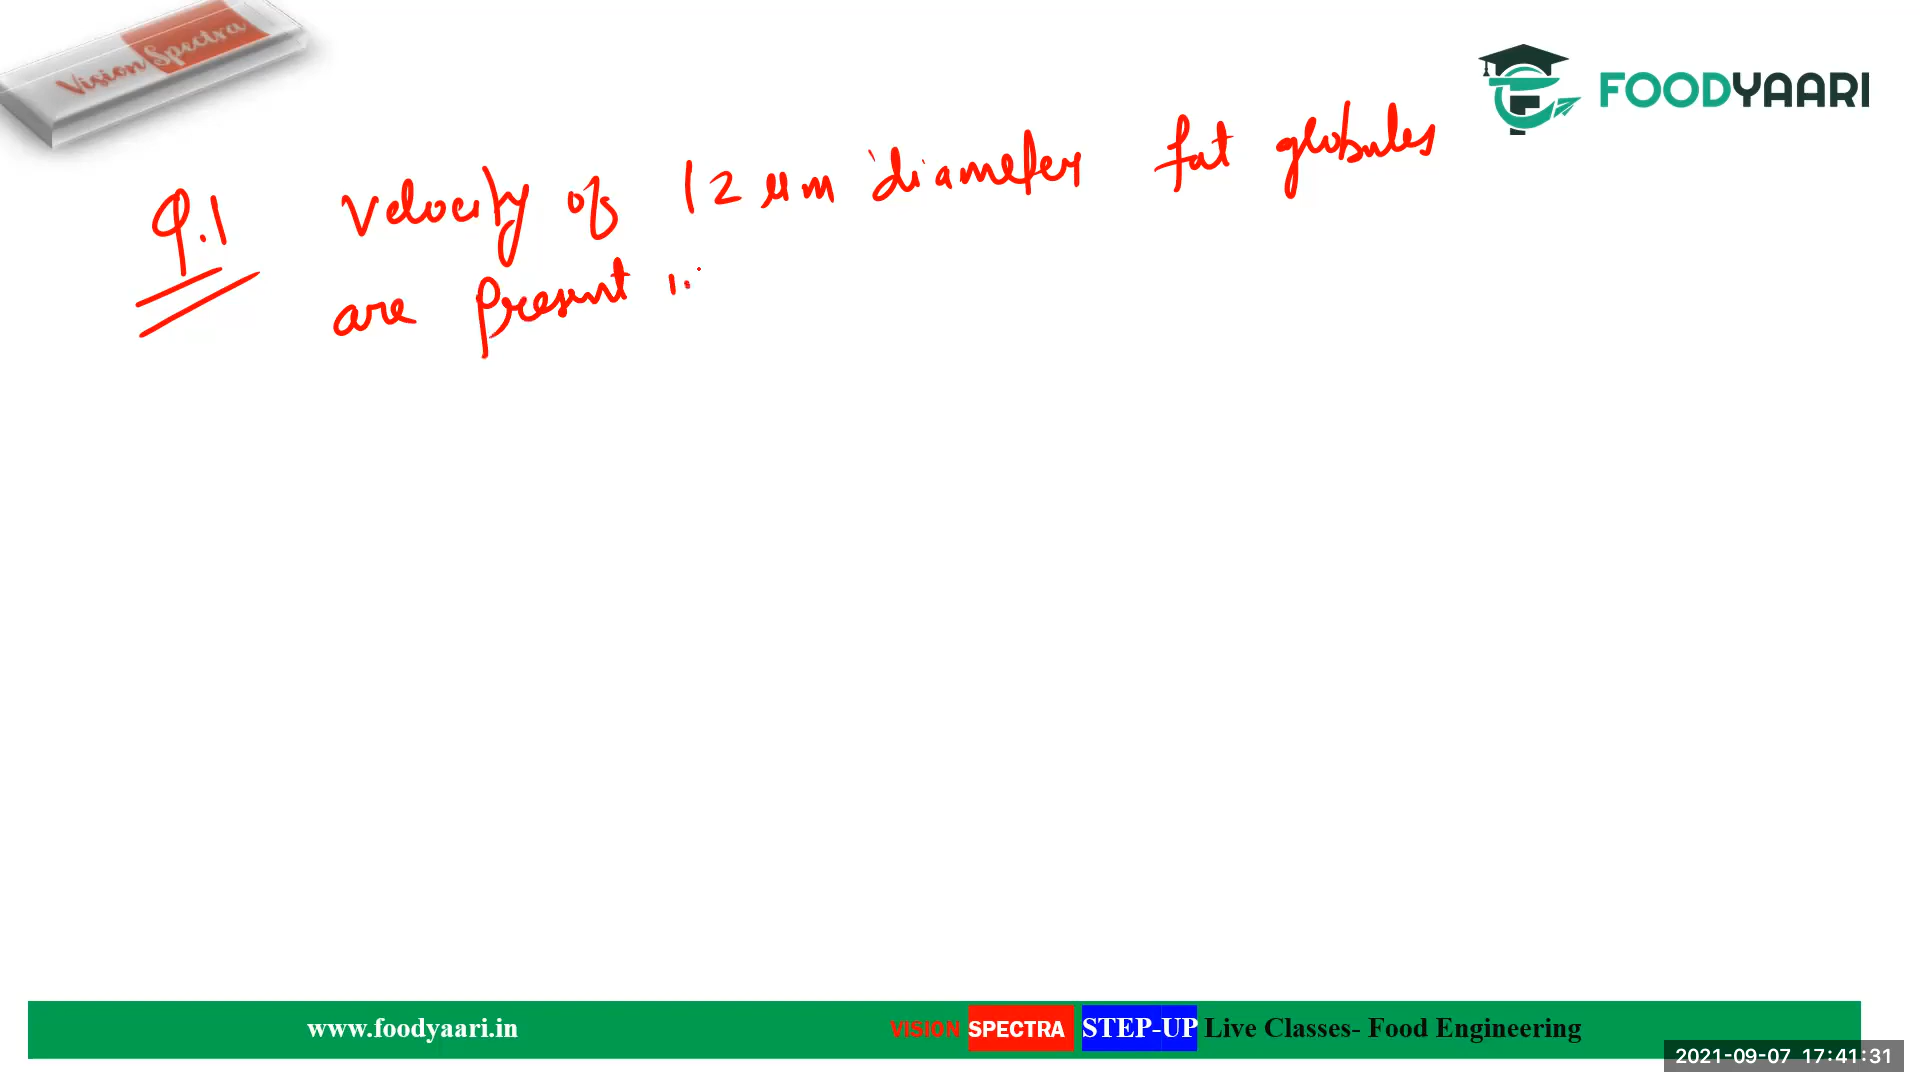 Vision Spectra
FOODYAARI
Q.1 Velocity of 12 μm diameter fat globules
are present
www.foodyaari.in
VISION SPECTRA STEP-UP Live Classes- Food Engineering
2021-09-07 17:41:31